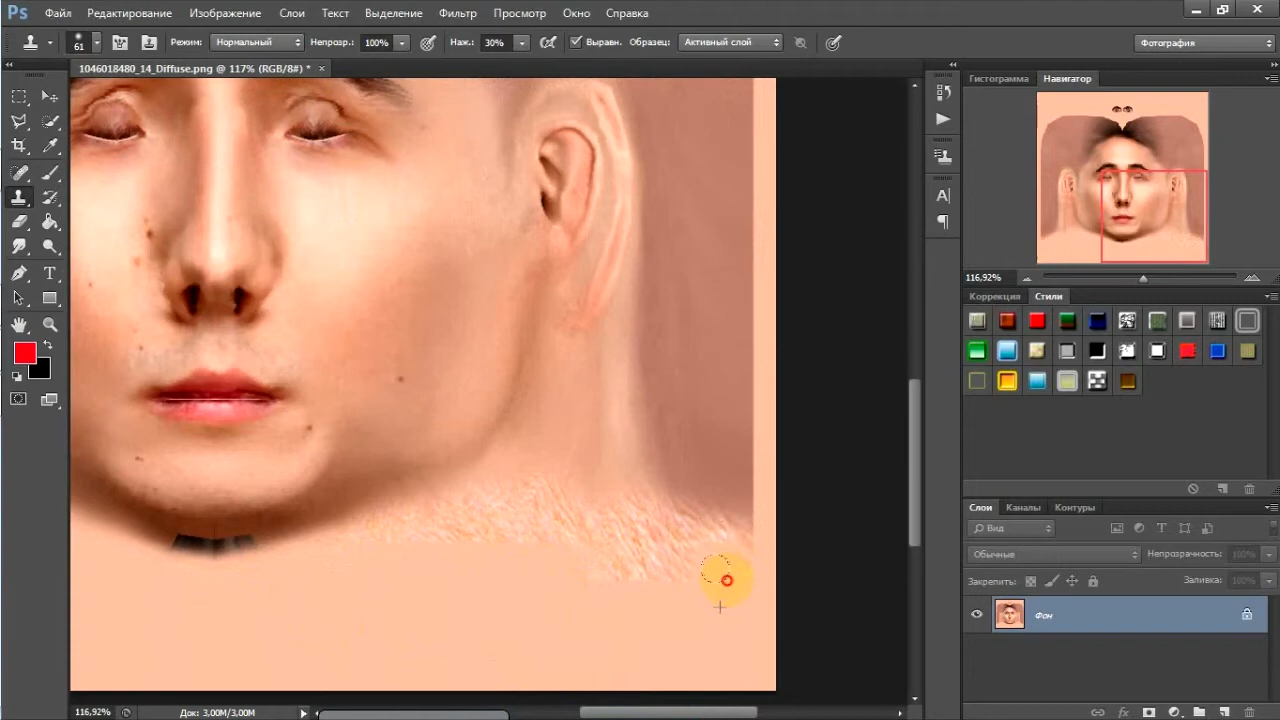 Ps Файл Редактирование Изображение Слои Текст Выделение Фильтр Просмотр Окно Справка
61 Режим: Нормальный Непрозр.: 100% Наж.: 30% Выравн. Образец: Активный слой Фотография
1046018480_14_Diffuse.png @ 117% (RGB/8#) * ×
Гистограмма Навигатор
116,92%
Коррекция Стили
Слои Каналы Контуры
Вид
Обычные Непрозрачность: 100%
Закрепить: Заливка: 100%
Фон
116,92% Док: 3,00M/3,00M